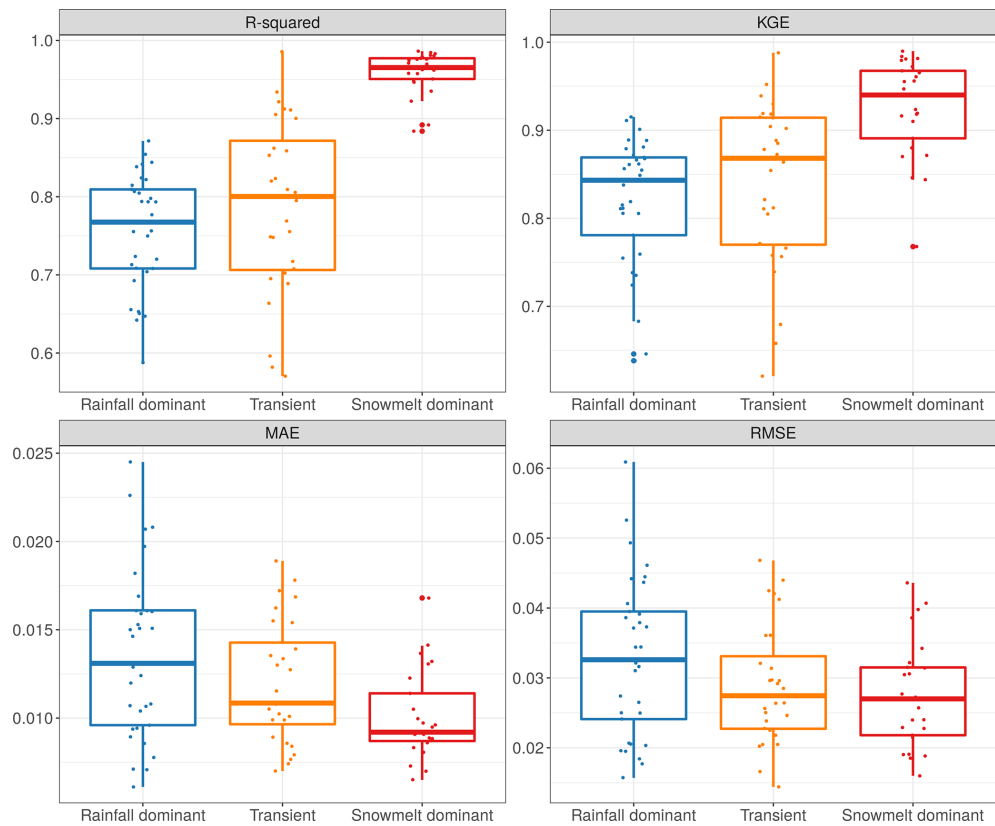 R-squared
KGE
1.0
0.9
0.8
0.7
0.6
1.0
0.9
0.8
0.7
Rainfall dominant Transient Snowmelt dominant
Rainfall dominant Transient Snowmelt dominant
MAE
RMSE
0.025
0.020
0.015
0.010
0.06
0.05
0.04
0.03
0.02
Rainfall dominant Transient Snowmelt dominant
Rainfall dominant Transient Snowmelt dominant